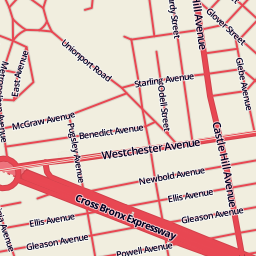 Glover Street
Hill Avenue
Unionport Road
Glebe Avenue
East Avenue
Starling Avenue
Odell Street
McGraw Avenue
Benedict Avenue
Pugsley Avenue
Castle Hill Avenue
Westchester Avenue
Newbold Avenue
Ellis Avenue
Cross Bronx Expressway
Ellis Avenue
Gleason Avenue
Gleason Avenue
Powell Avenue